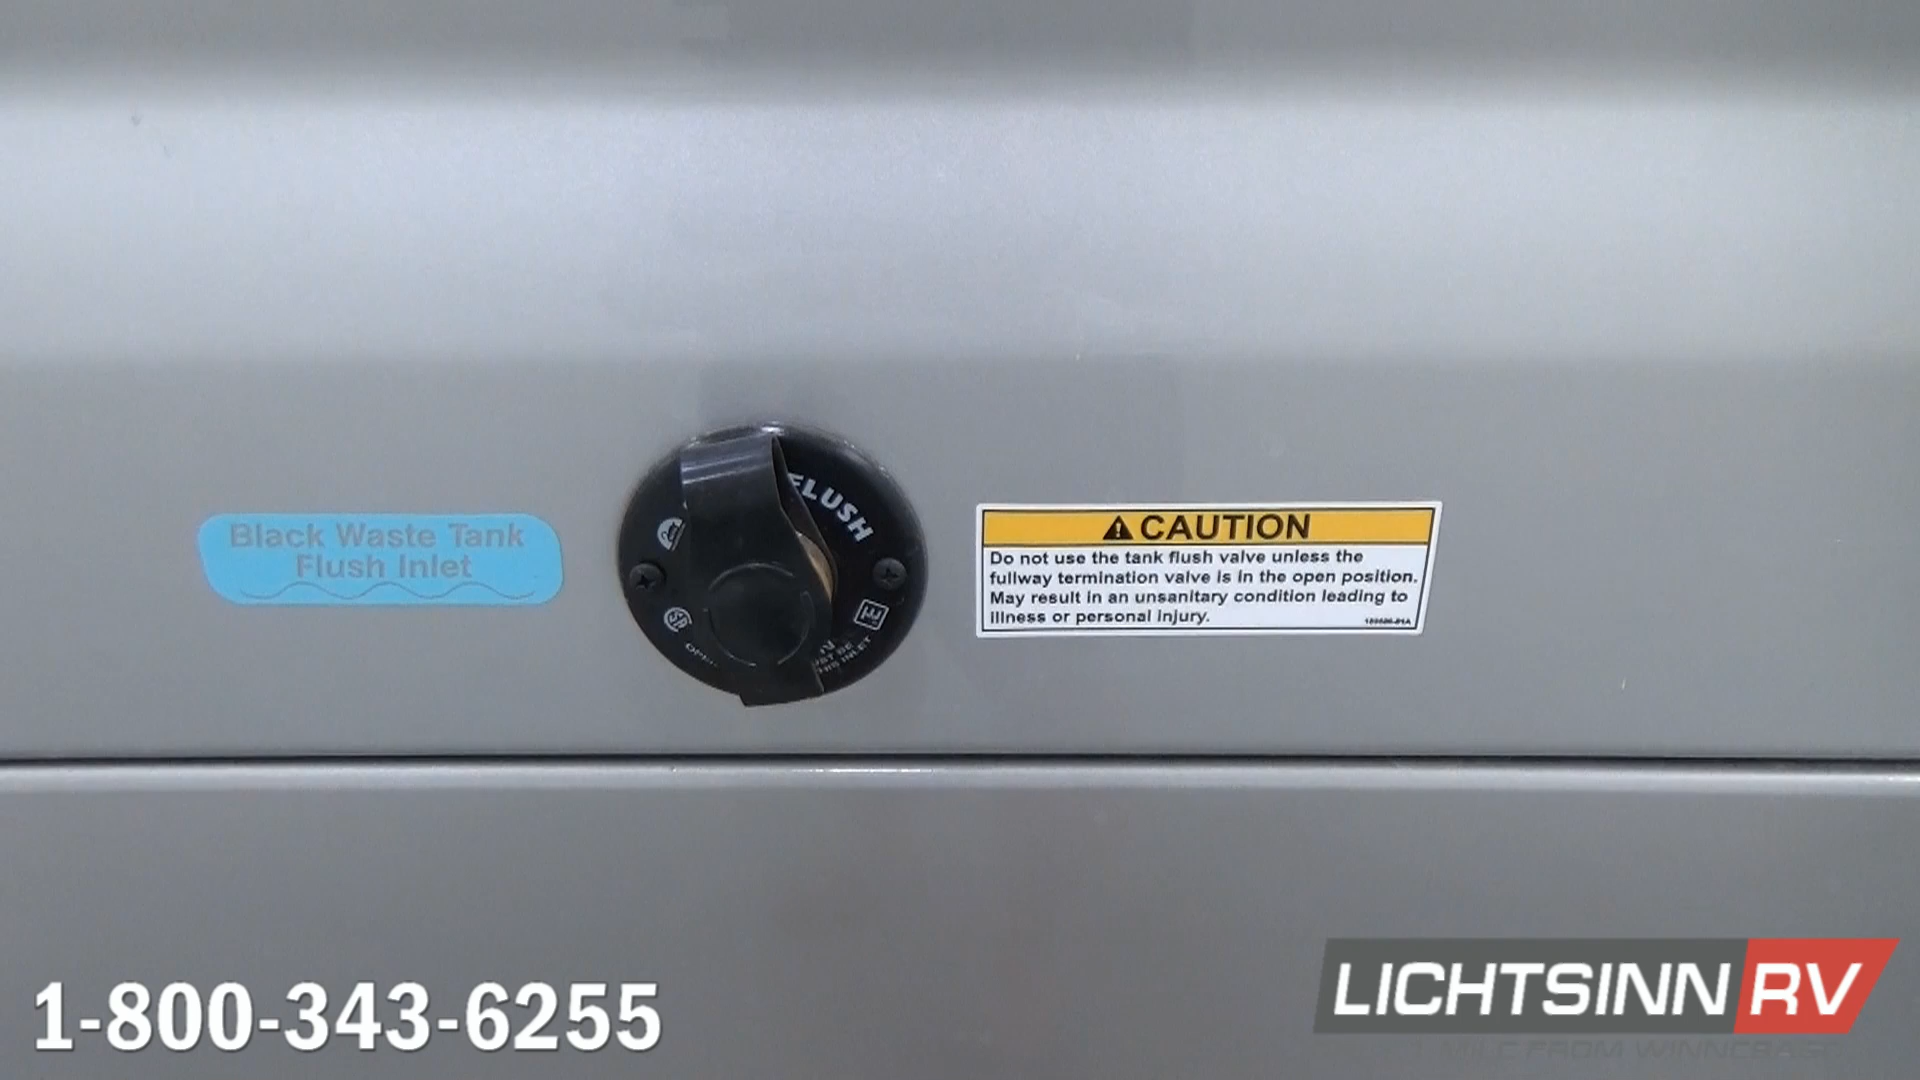 Black Waste Tank
Flush Inlet
FLUSH
CAUTION
Do not use the tank flush valve unless the
fullway termination valve is in the open position.
May result in an unsanitary condition leading to
illness or personal injury.
1-800-343-6255
LICHTSINN RV